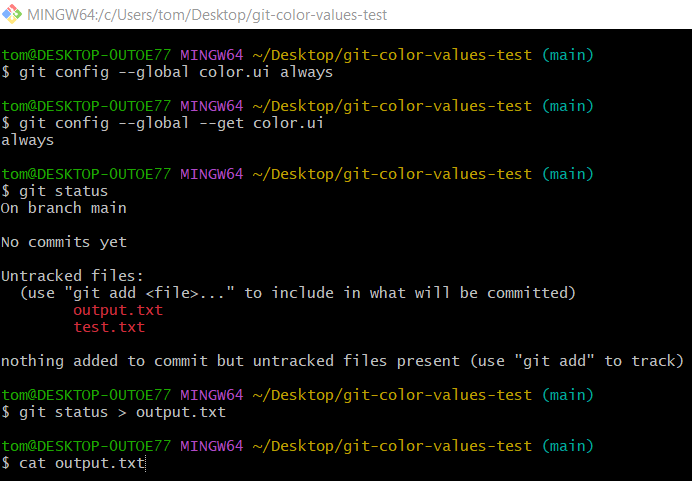 MINGW64:/c/Users/tom/Desktop/git-color-values-test
tom@DESKTOP-OUTOE77 MINGW64 ~/Desktop/git-color-values-test (main)
$ git config --global color.ui always
tom@DESKTOP-OUTOE77 MINGW64 ~/Desktop/git-color-values-test (main)
$ git config --global --get color.ui
always
tom@DESKTOP-OUTOE77 MINGW64 ~/Desktop/git-color-values-test (main)
$ git status
On branch main
No commits yet
Untracked files:
  (use "git add <file>..." to include in what will be committed)
        output.txt
        test.txt
nothing added to commit but untracked files present (use "git add" to track)
tom@DESKTOP-OUTOE77 MINGW64 ~/Desktop/git-color-values-test (main)
$ git status > output.txt
tom@DESKTOP-OUTOE77 MINGW64 ~/Desktop/git-color-values-test (main)
$ cat output.txt